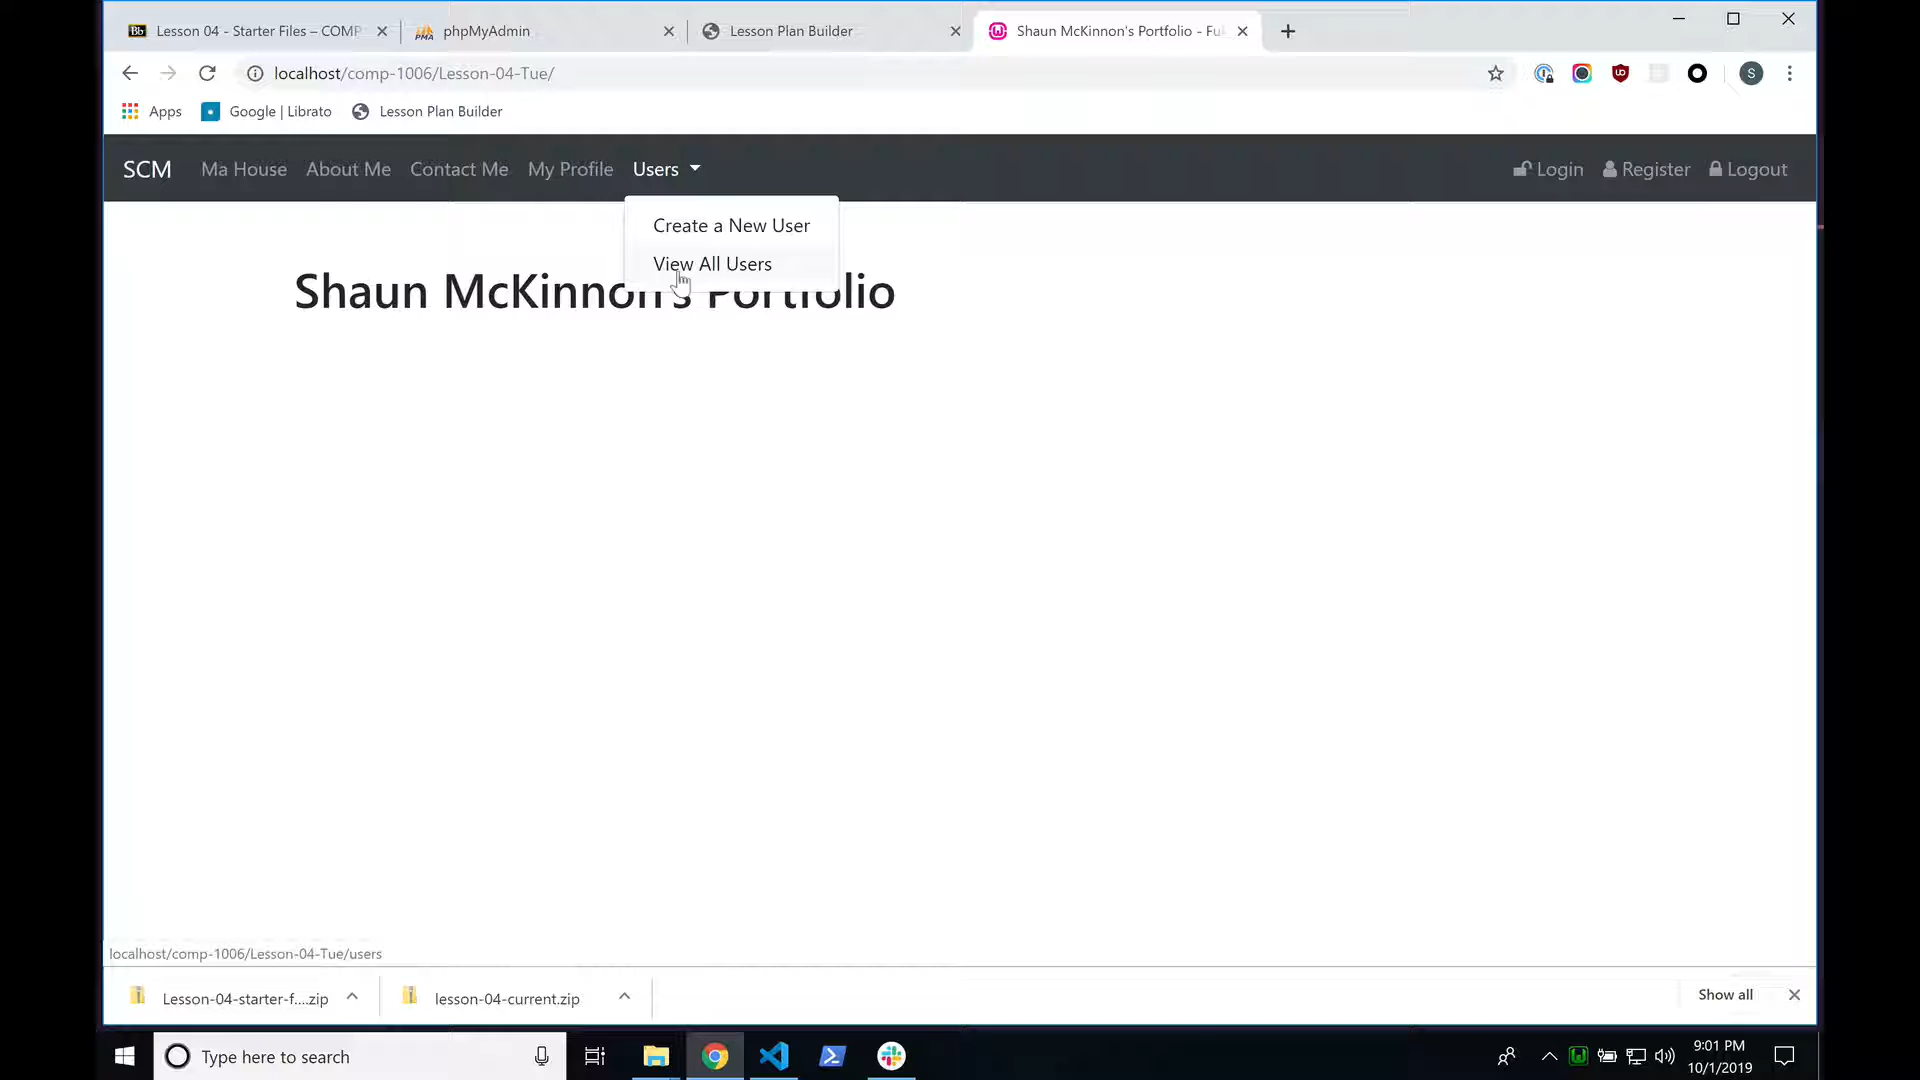 Bb Lesson 04 - Starter Files – COMP
PMA phpMyAdmin
Lesson Plan Builder
Shaun McKinnon's Portfolio - Ful
localhost/comp-1006/Lesson-04-Tue/
S
Apps
Google | Librato
Lesson Plan Builder
SCM
Ma House
About Me
Contact Me
My Profile
Users
Login
Register
Logout
Create a New User
View All Users
Shaun McKinnon's Portfolio
localhost/comp-1006/Lesson-04-Tue/users
Lesson-04-starter-f....zip
lesson-04-current.zip
Show all
Type here to search
9:01 PM
10/1/2019